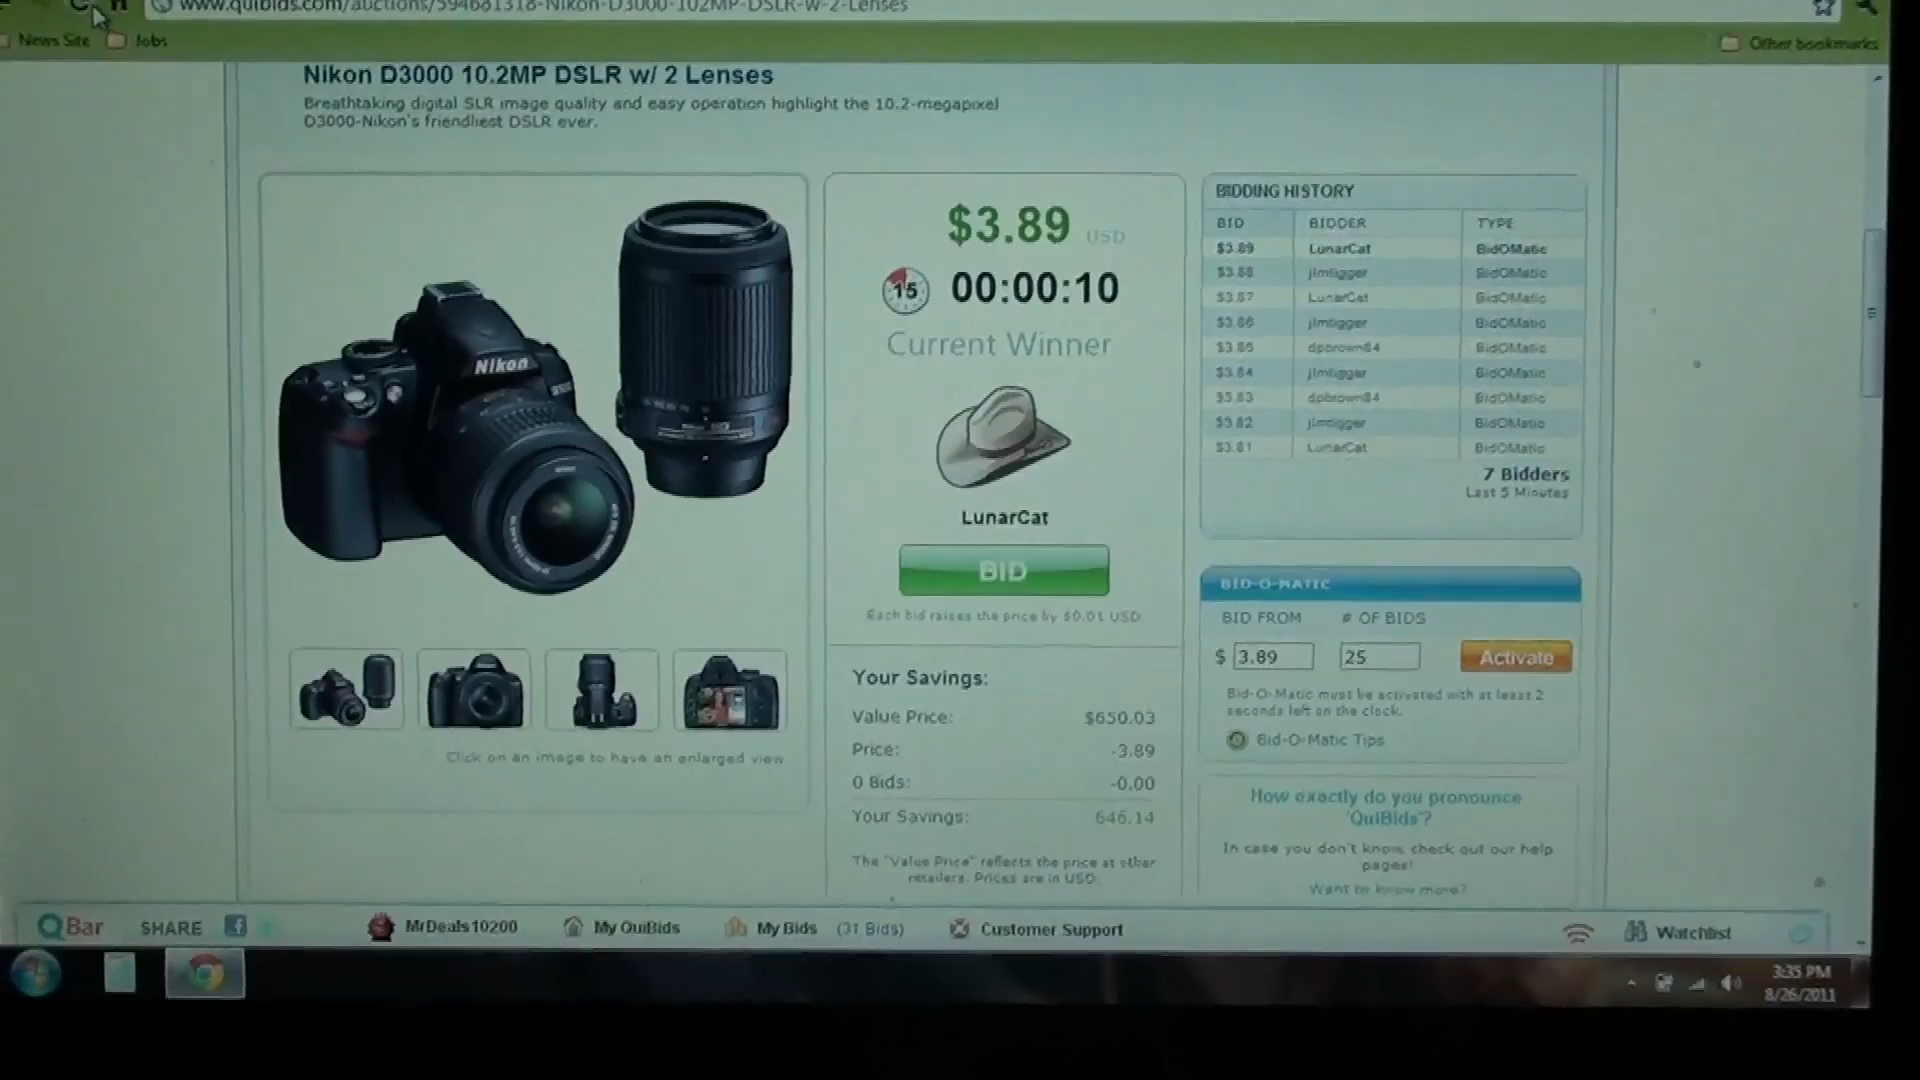 www.quibids.com/auctions/594681318-Nikon-D3000-102MP-DSLR-w-2-Lenses
News Site Jobs Other bookmarks
Nikon D3000 10.2MP DSLR w/ 2 Lenses
Breathtaking digital SLR image quality and easy operation highlight the 10.2-megapixel
D3000-Nikon's friendliest DSLR ever.
Nikon
$3.89 USD
15 00:00:10
Current Winner
LunarCat
BID
Each bid raises the price by $0.01 USD
Your Savings:
Value Price: $650.03
Price: -3.89
0 Bids: -0.00
Your Savings: 646.14
The "Value Price" reflects the price at other
retailers. Prices are in USD.
Click on an image to have an enlarged view
BIDDING HISTORY
BID BIDDER TYPE
$3.89 LunarCat BidOMatic
$3.88 jlmtigger BidOMatic
$3.87 LunarCat BidOMatic
$3.86 jlmtigger BidOMatic
$3.85 dpbrown84 BidOMatic
$3.84 jlmtigger BidOMatic
$3.83 dpbrown84 BidOMatic
$3.82 jlmtigger BidOMatic
$3.81 LunarCat BidOMatic
7 Bidders
Last 5 Minutes
BID-O-MATIC
BID FROM # OF BIDS
$ 3.89 25 Activate
Bid-O-Matic must be activated with at least 2
seconds left on the clock.
Bid-O-Matic Tips
How exactly do you pronounce
'QuiBids'?
In case you don't know, check out our help
pages!
Want to know more?
QBar SHARE MrDeals10200 My QuiBids My Bids (31 Bids) Customer Support Watchlist
3:35 PM
8/26/2011